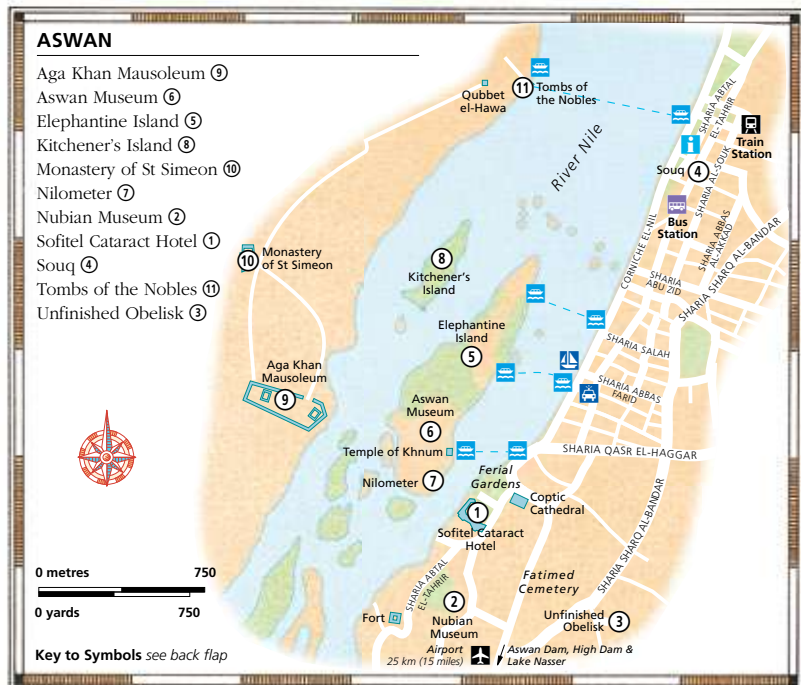 ASWAN
Aga Khan Mausoleum 9
Aswan Museum 6
Elephantine Island 5
Kitchener's Island 8
Monastery of St Simeon 10
Nilometer 7
Nubian Museum 2
Sofitel Cataract Hotel 1
Souq 4
Tombs of the Nobles 11
Unfinished Obelisk 3
Qubbet
el-Hawa
11 Tombs of
the Nobles
River Nile
SHARIA ABTAL
EL-TAHRIR
Train
Station
i
Souq 4
SHARIA AL-SOUK
Bus
Station
SHARIA ABBAS
AL-AKKAD
CORNICHE EL-NIL
SHARIA SHARQ AL-BANDAR
SHARIA
ABU ZID
10 Monastery
of St Simeon
8
Kitchener's
Island
Elephantine
Island
5
SHARIA SALAH
Aga Khan
Mausoleum
9
SHARIA ABBAS
FARID
Aswan
Museum
6
Temple of Khnum
SHARIA QASR EL-HAGGAR
Nilometer 7
Ferial
Gardens
Coptic
Cathedral
1
Sofitel Cataract
Hotel
SHARIA SHARQ AL-BANDAR
0 metres 750
0 yards 750
SHARIA ABTAL
EL-TAHRIR
Fatimed
Cemetery
2
Nubian
Museum
Fort
Unfinished
Obelisk 3
Airport
25 km (15 miles)
Aswan Dam, High Dam &
Lake Nasser
Key to Symbols see back flap